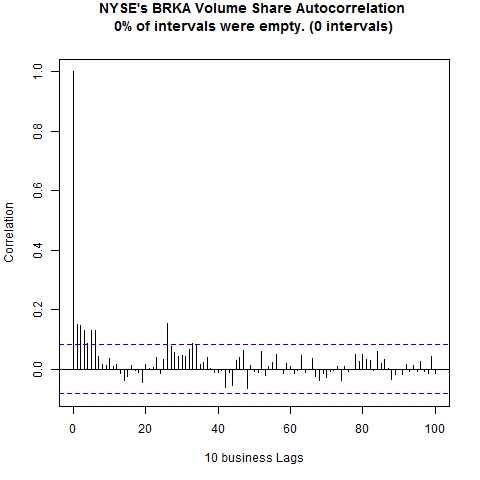 NYSE's BRKA Volume Share Autocorrelation
0% of intervals were empty. (0 intervals)
Correlation
1.0
0.8
0.6
0.4
0.2
0.0
0 20 40 60 80 100
10 business Lags